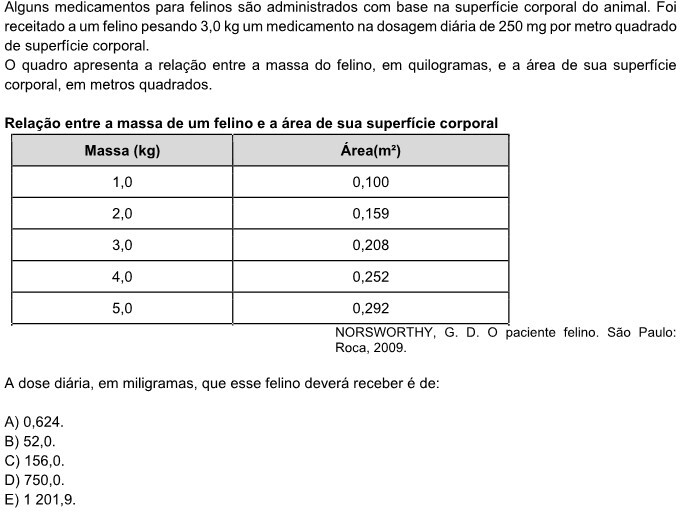 Alguns medicamentos para felinos são administrados com base na superfície corporal do animal. Foi
receitado a um felino pesando 3,0 kg um medicamento na dosagem diária de 250 mg por metro quadrado
de superfície corporal.
O quadro apresenta a relação entre a massa do felino, em quilogramas, e a área de sua superfície
corporal, em metros quadrados.
Relação entre a massa de um felino e a área de sua superfície corporal
Massa (kg) Área(m²)
1,0 0,100
2,0 0,159
3,0 0,208
4,0 0,252
5,0 0,292
NORSWORTHY, G. D. O paciente felino. São Paulo:
Roca, 2009.
A dose diária, em miligramas, que esse felino deverá receber é de:
A) 0,624.
B) 52,0.
C) 156,0.
D) 750,0.
E) 1 201,9.